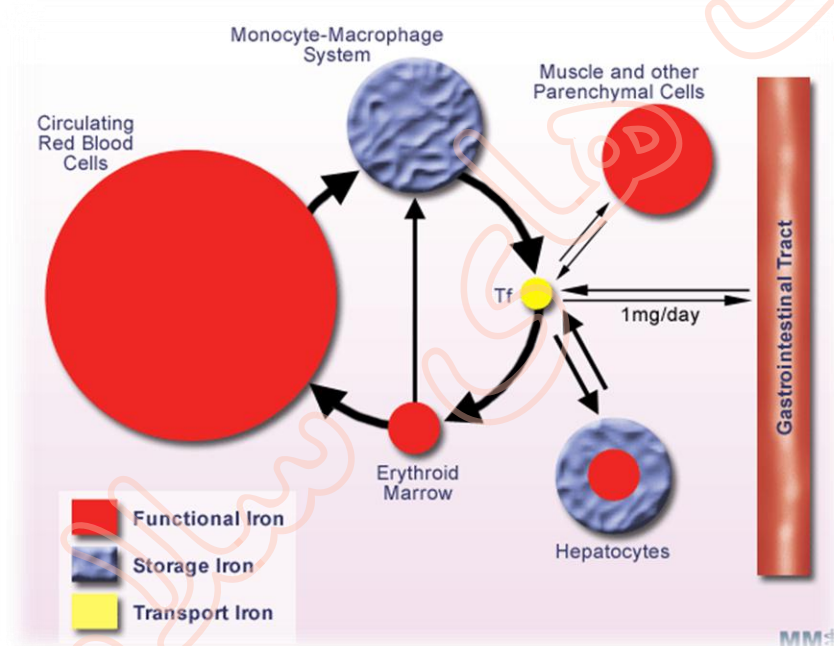 Monocyte-Macrophage
System
Muscle and other
Parenchymal Cells
Circulating
Red Blood
Cells
Tf
1mg/day
Gastrointestinal Tract
Erythroid
Marrow
Hepatocytes
Functional Iron
Storage Iron
Transport Iron